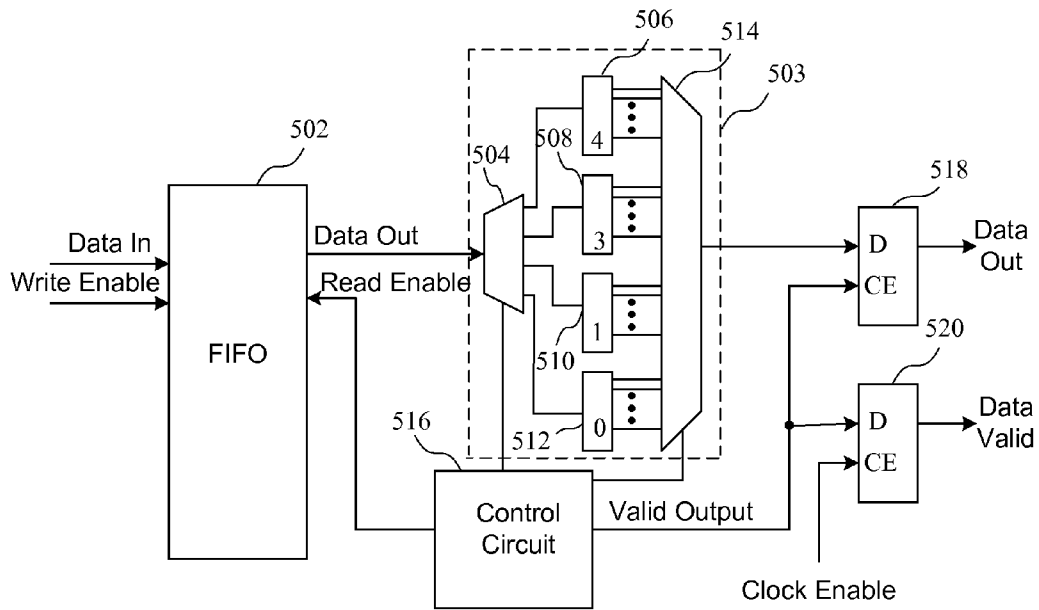 506
514
503
502
504
508
4
518
3
Data In
Data Out
D
Data
Out
Write Enable
Read Enable
CE
510
1
520
FIFO
516
512
0
D
Data
Valid
CE
Control
Circuit
Valid Output
Clock Enable